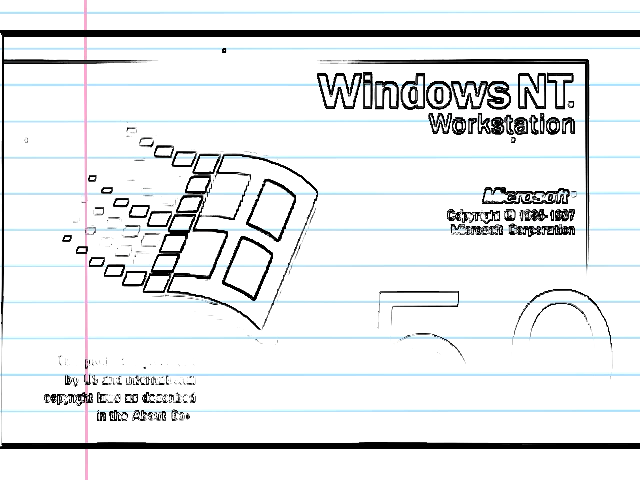 Windows NT.
Workstation
Microsoft
Copyright © 1985-1997
Microsoft Corporation
50
by US and international
copyright laws as described
in the About Box